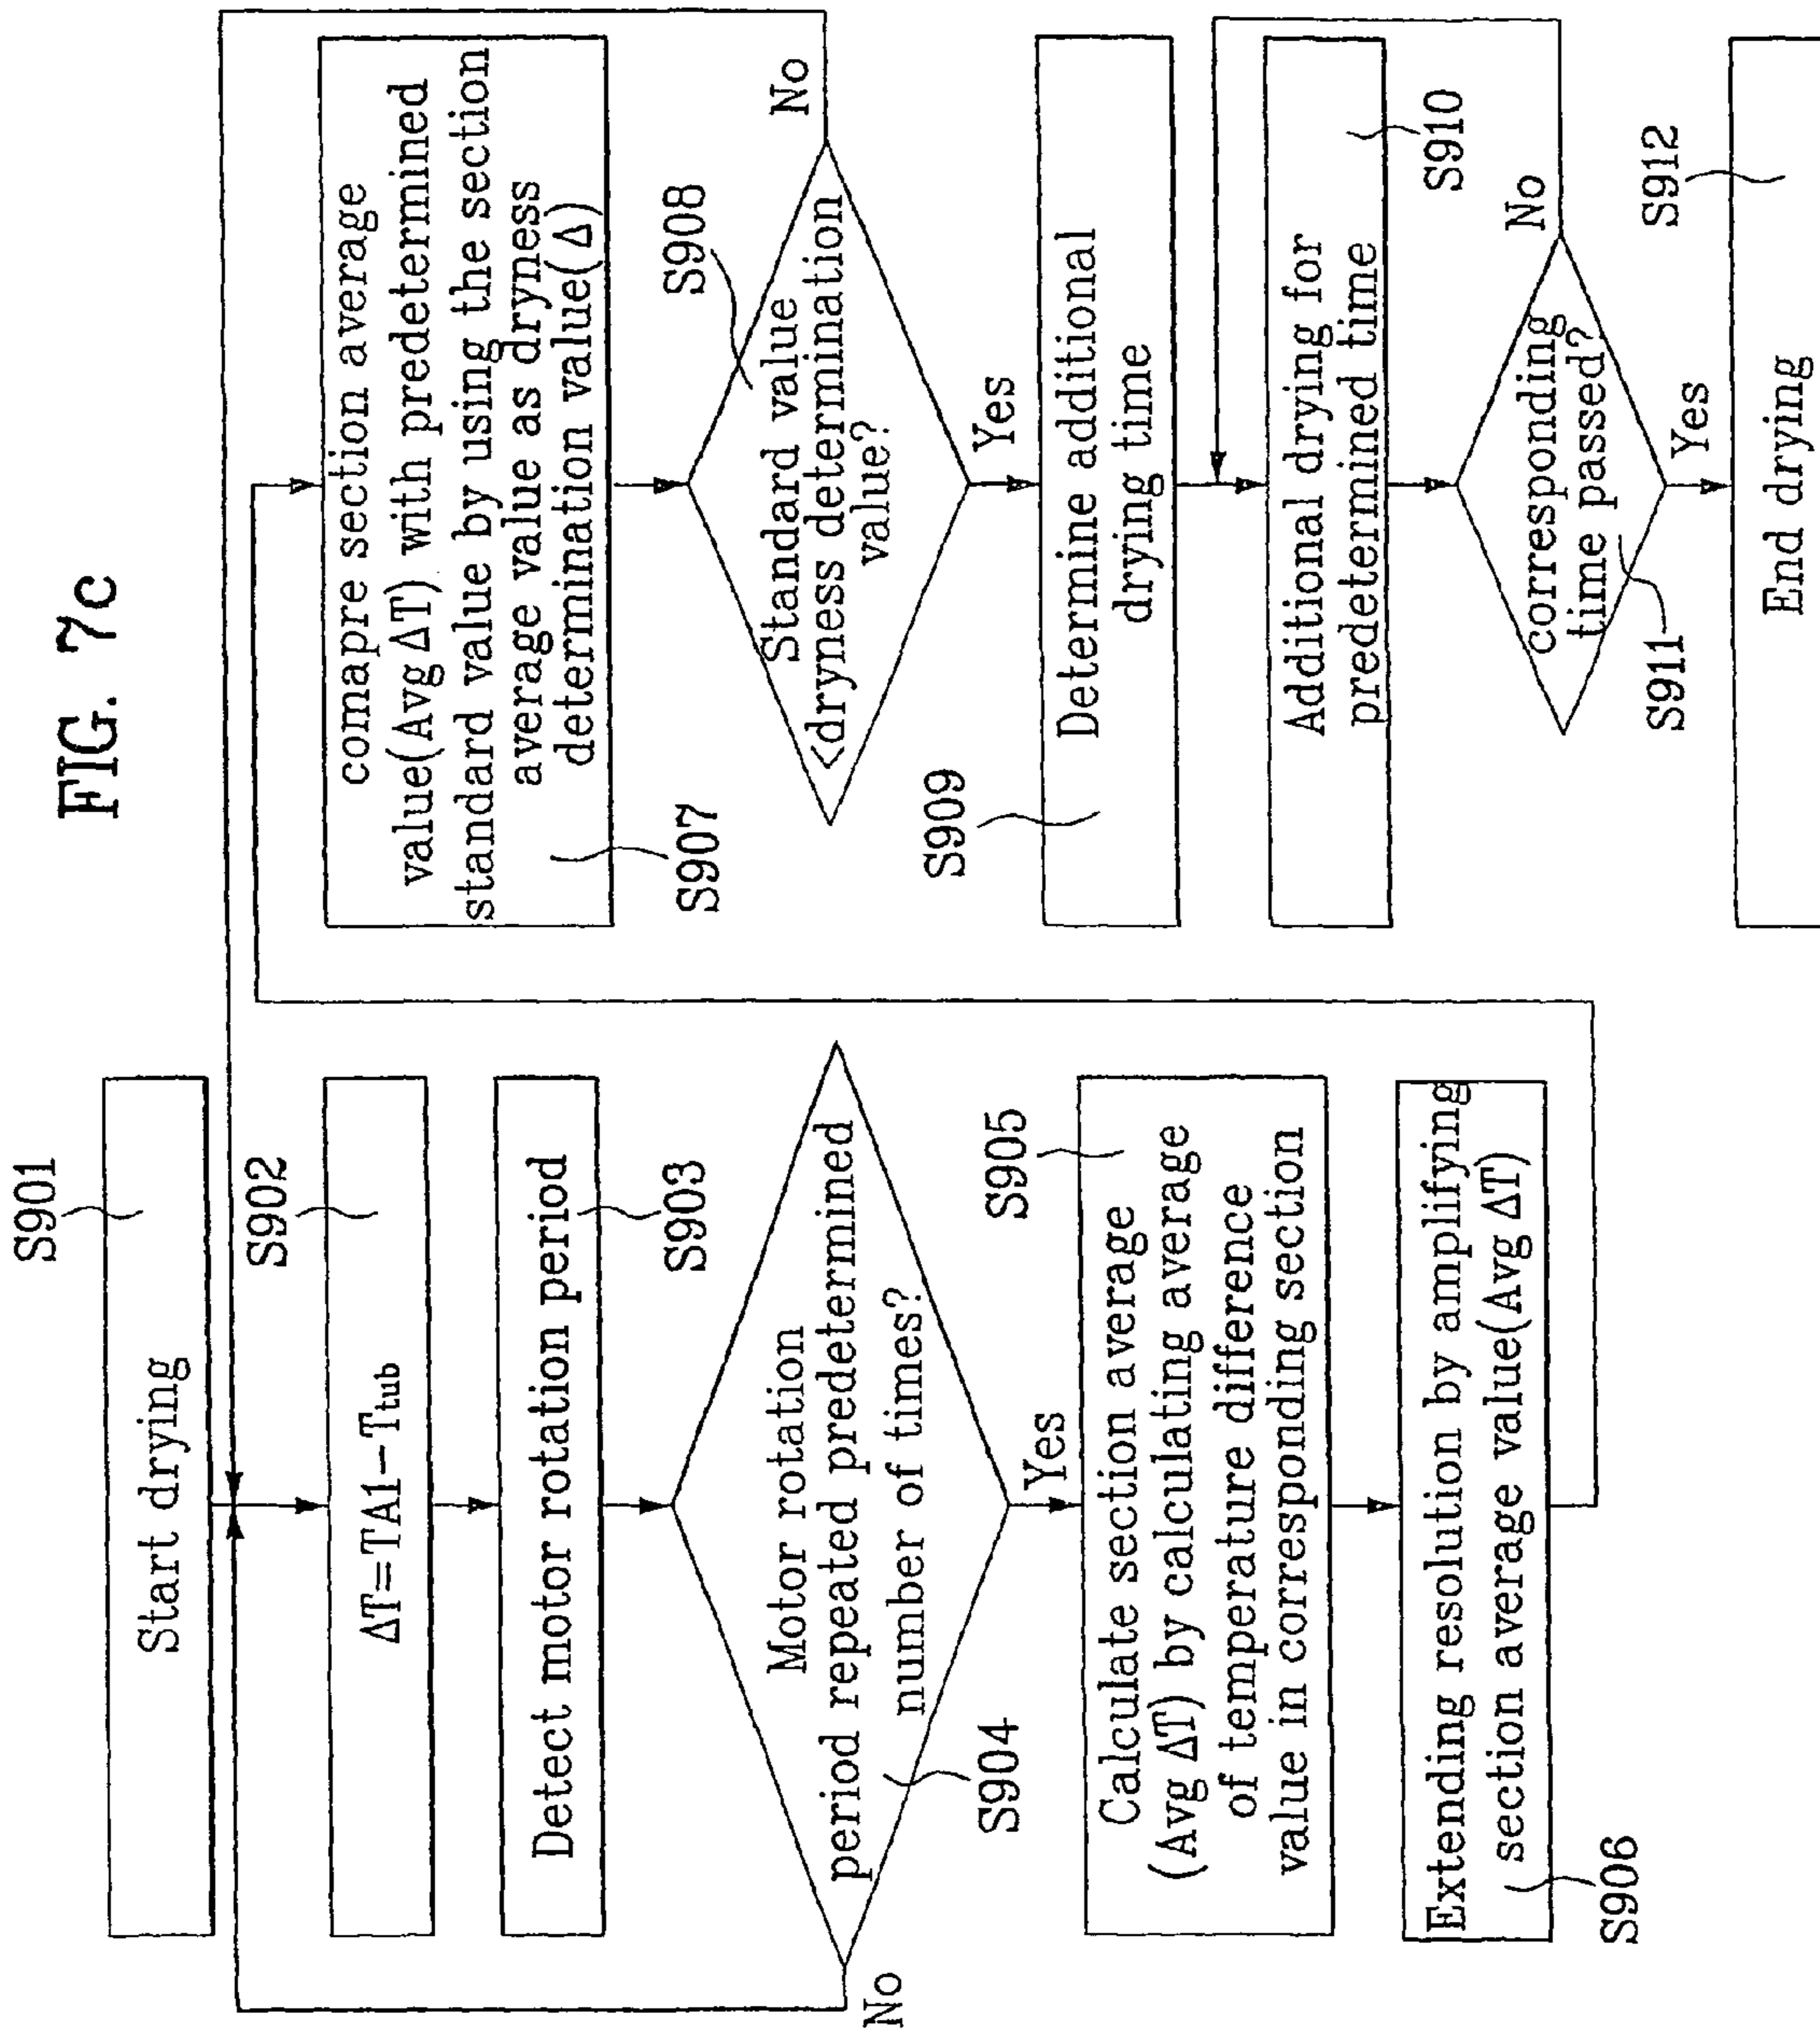 FIG. 7c
S901
Start drying
S902
ΔT=TA1-Ttub
Detect motor rotation period
S903
Motor rotation
period repeated predetermined
number of times?
S904
No
Yes
S905
Calculate section average
(Avg ΔT) by calculating average
of temperature difference
value in corresponding section
Extending resolution by amplifying
section average value(Avg ΔT)
S906
comapre section average
value(Avg ΔT) with predetermined
standard value by using the section
average value as dryness
determination value(Δ)
S907
S908
Standard value
<dryness determination
value?
No
Yes
S909
Determine additional
drying time
Additional drying for
predetermined time
S910
corresponding
time passed?
No
S911
Yes
S912
End drying